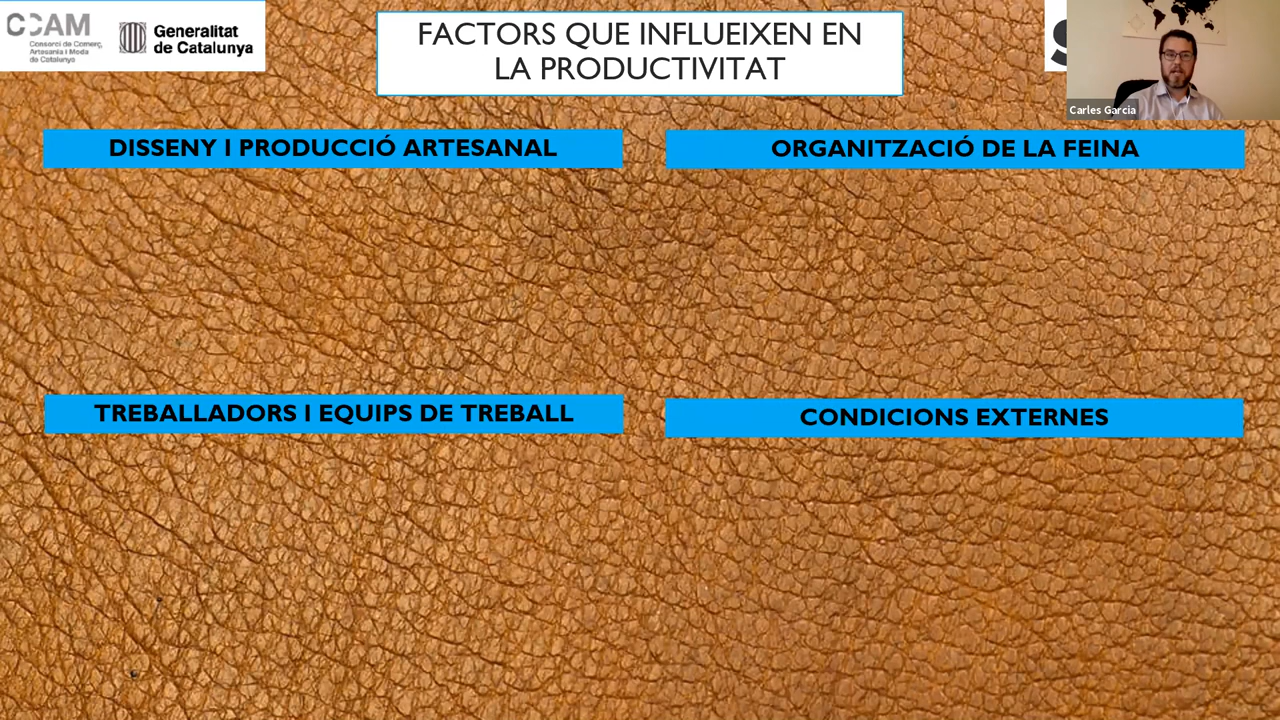 CCAM
Consorci de Comerç,
Artesania i Moda
de Catalunya
Generalitat
de Catalunya
FACTORS QUE INFLUEIXEN EN
LA PRODUCTIVITAT
Carles Garcia
DISSENY I PRODUCCIÓ ARTESANAL
ORGANITZACIÓ DE LA FEINA
TREBALLADORS I EQUIPS DE TREBALL
CONDICIONS EXTERNES